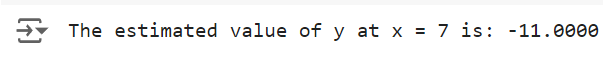 The estimated value of y at x = 7 is: -11.0000